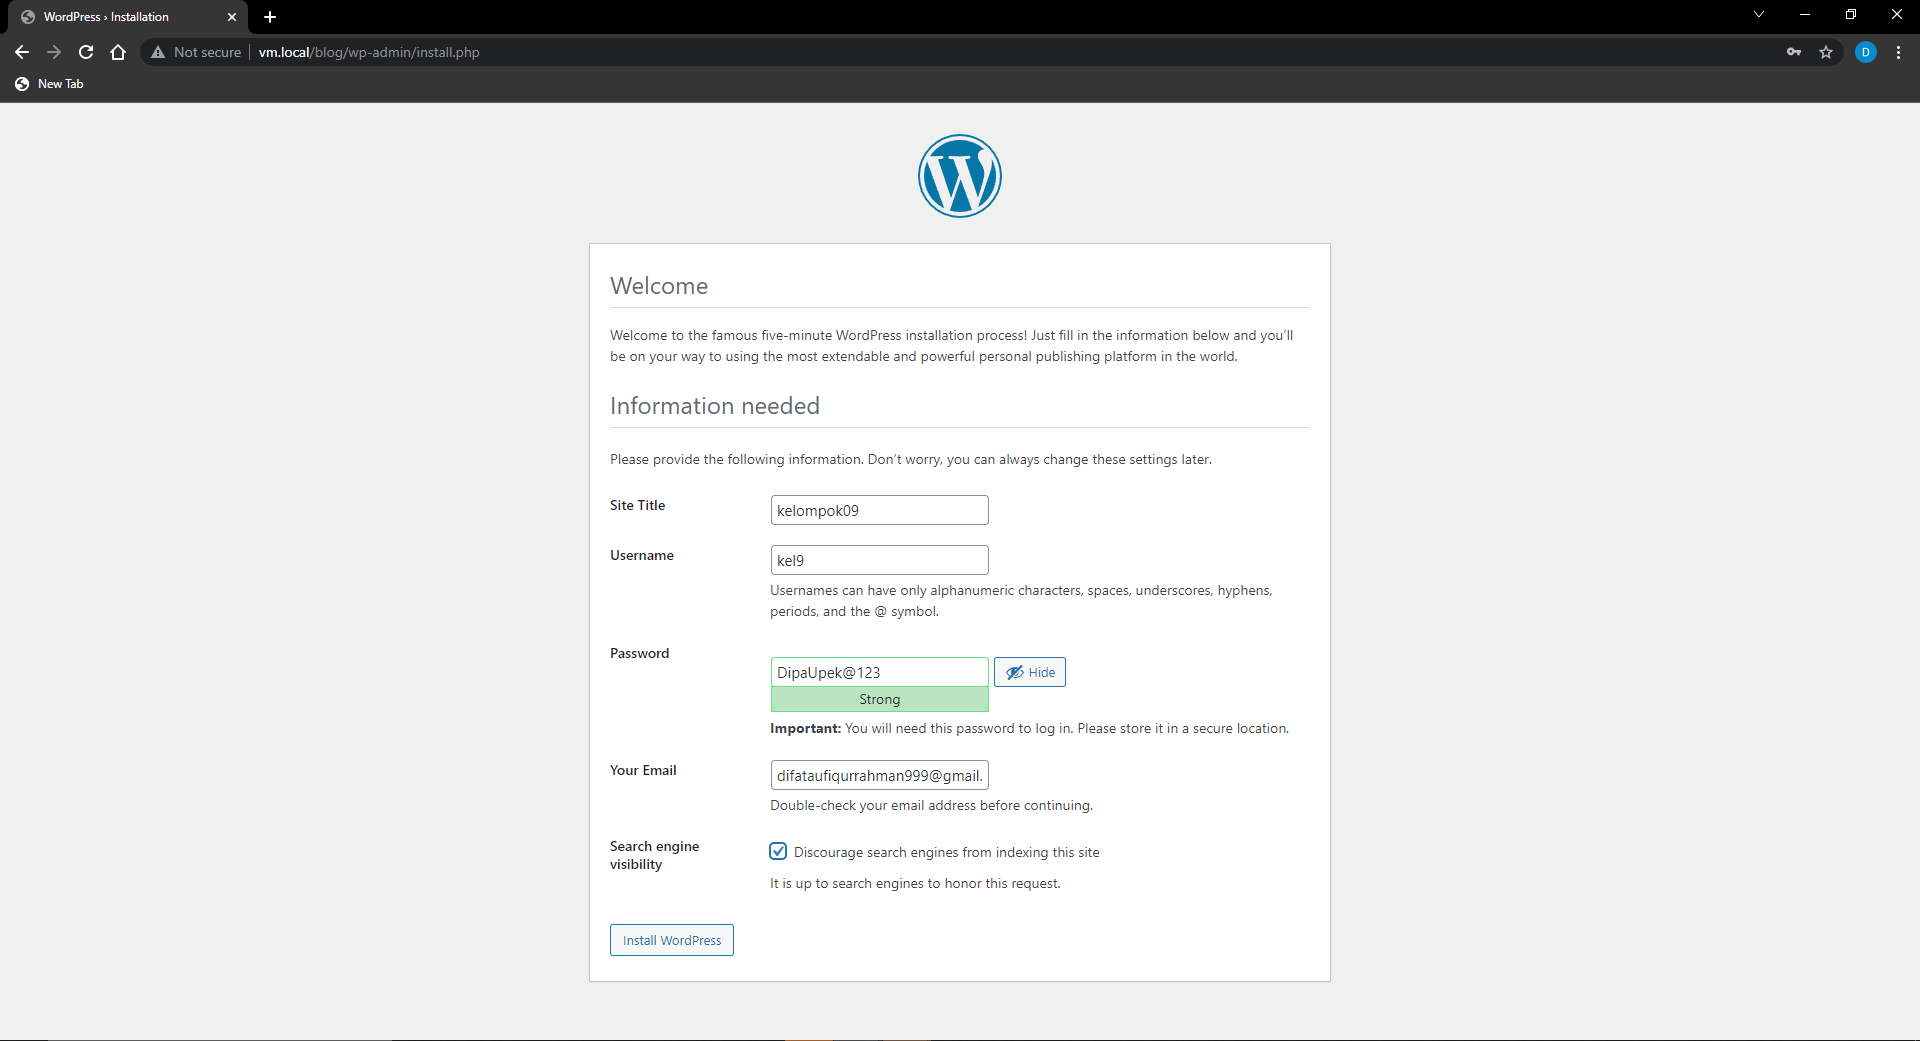 WordPress › Installation
Not secure
vm.local/blog/wp-admin/install.php
D
New Tab
Welcome
Welcome to the famous five-minute WordPress installation process! Just fill in the information below and you’ll
be on your way to using the most extendable and powerful personal publishing platform in the world.
Information needed
Please provide the following information. Don’t worry, you can always change these settings later.
Site Title
kelompok09
Username
kel9
Usernames can have only alphanumeric characters, spaces, underscores, hyphens,
periods, and the @ symbol.
Password
DipaUpek@123
Hide
Strong
Important: You will need this password to log in. Please store it in a secure location.
Your Email
difataufiqurrahman999@gmail.
Double-check your email address before continuing.
Search engine
visibility
Discourage search engines from indexing this site
It is up to search engines to honor this request.
Install WordPress